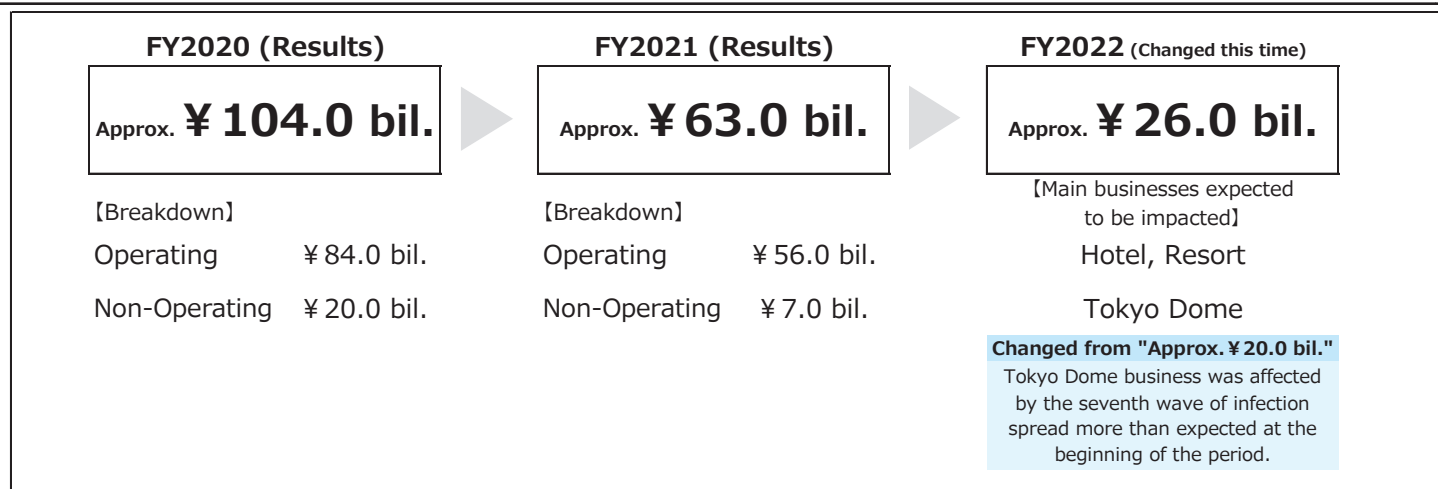 FY2020 (Results)
Approx. ¥ 104.0 bil.
【Breakdown】
Operating ¥ 84.0 bil.
Non-Operating ¥ 20.0 bil.
FY2021 (Results)
Approx. ¥ 63.0 bil.
【Breakdown】
Operating ¥ 56.0 bil.
Non-Operating ¥ 7.0 bil.
FY2022 (Changed this time)
Approx. ¥ 26.0 bil.
【Main businesses expected
to be impacted】
Hotel, Resort
Tokyo Dome
Changed from "Approx. ¥ 20.0 bil."
Tokyo Dome business was affected
by the seventh wave of infection
spread more than expected at the
beginning of the period.